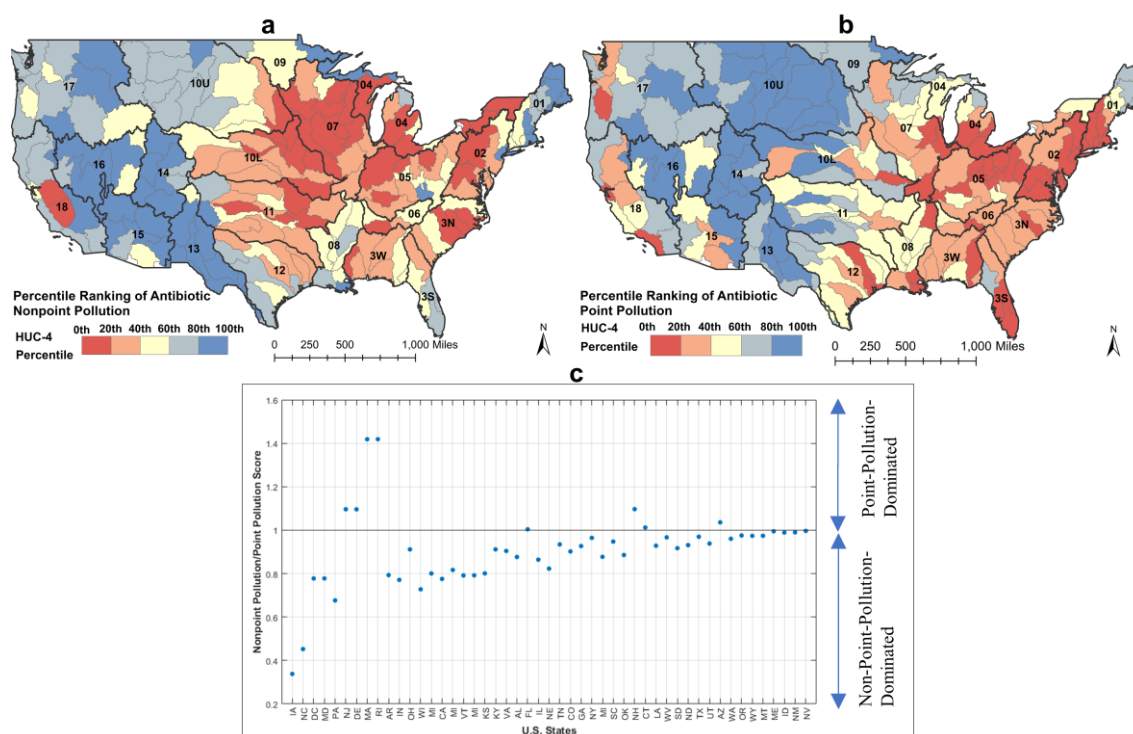 a
09
04
01
17
10U
07
04
02
16
10L
05
14
18
11
06
3N
15
13
08
3W
12
3S
Percentile Ranking of Antibiotic
Nonpoint Pollution
HUC-4
Percentile
0th 20th 40th 60th 80th 100th
0 250 500 1,000 Miles
N
b
09
04
01
17
10U
07
04
02
16
10L
05
14
18
11
06
3N
15
13
08
3W
12
3S
Percentile Ranking of Antibiotic
Point Pollution
HUC-4
Percentile
0th 20th 40th 60th 80th 100th
0 250 500 1,000 Miles
N
c
Nonpoint Pollution/Point Pollution Score
1.6
1.4
1.2
1
0.8
0.6
0.4
0.2
IA NC DC MD PA NJ DE MA RI AR IN OH WI MI CA MI VT MI KS KY VA AL FL IL NE TN CO GA NY MI SC OK NH CT LA WV SD ND TX UT AZ WA OR WY MT ME ID NM NV
U.S. States
Point-Pollution-
Dominated
Non-Point-Pollution-
Dominated